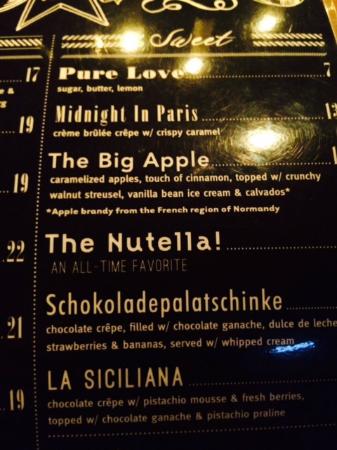 Sweet
17
Pure Love 7
sugar, butter, lemon
19
Midnight In Paris
crème brûlée crêpe w/ crispy caramel
19
The Big Apple
caramelized apples, touch of cinnamon, topped w/ crunchy
walnut streusel, vanilla bean ice cream & calvados*
*Apple brandy from the French region of Normandy
.22
The Nutella!
AN ALL-TIME FAVORITE
.21
Schokoladepalatschinke
chocolate crêpe, filled w/ chocolate ganache, dulce de leche
strawberries & bananas, served w/ whipped cream
.19
LA SICILIANA
chocolate crêpe w/ pistachio mousse & fresh berries,
topped w/ chocolate ganache & pistachio praline